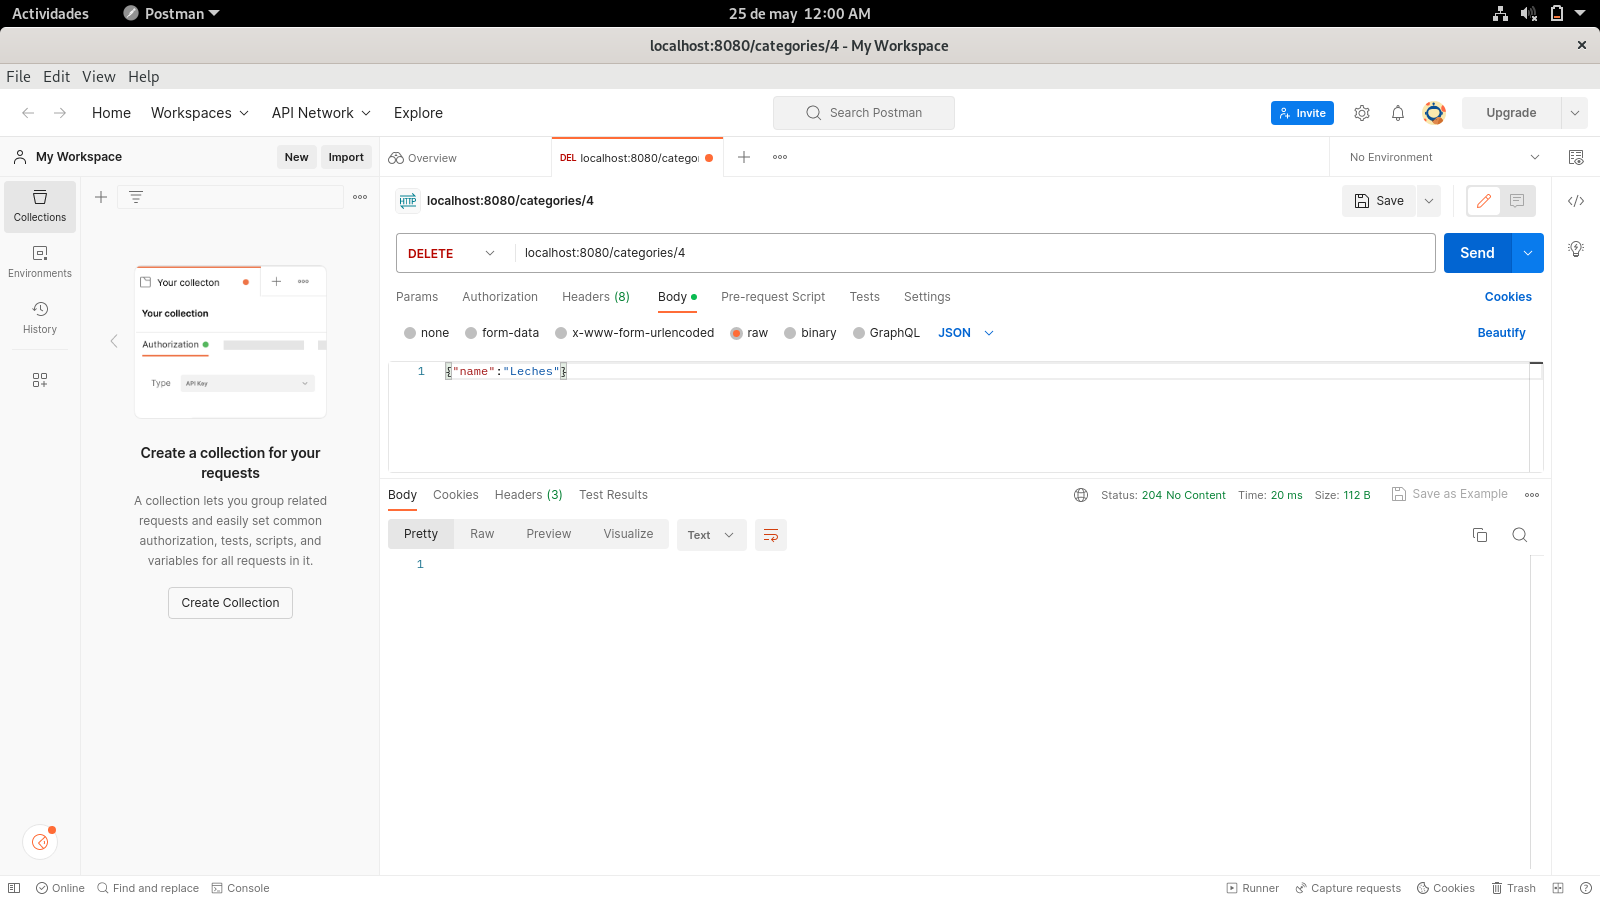 Actividades Postman 25 de may 12:00 AM
localhost:8080/categories/4 - My Workspace
File Edit View Help
Home Workspaces API Network Explore Search Postman Invite Upgrade
My Workspace New Import Overview DEL localhost:8080/catego No Environment
Collections
Environments
History
Your collecton
Your collection
Authorization
Type API Key
Create a collection for your
requests
A collection lets you group related
requests and easily set common
authorization, tests, scripts, and
variables for all requests in it.
Create Collection
HTTP localhost:8080/categories/4 Save
DELETE localhost:8080/categories/4 Send
Params Authorization Headers (8) Body Pre-request Script Tests Settings Cookies
none form-data x-www-form-urlencoded raw binary GraphQL JSON Beautify
1 {"name":"Leches"}
Body Cookies Headers (3) Test Results Status: 204 No Content Time: 20 ms Size: 112 B Save as Example
Pretty Raw Preview Visualize Text
1
Online Find and replace Console Runner Capture requests Cookies Trash